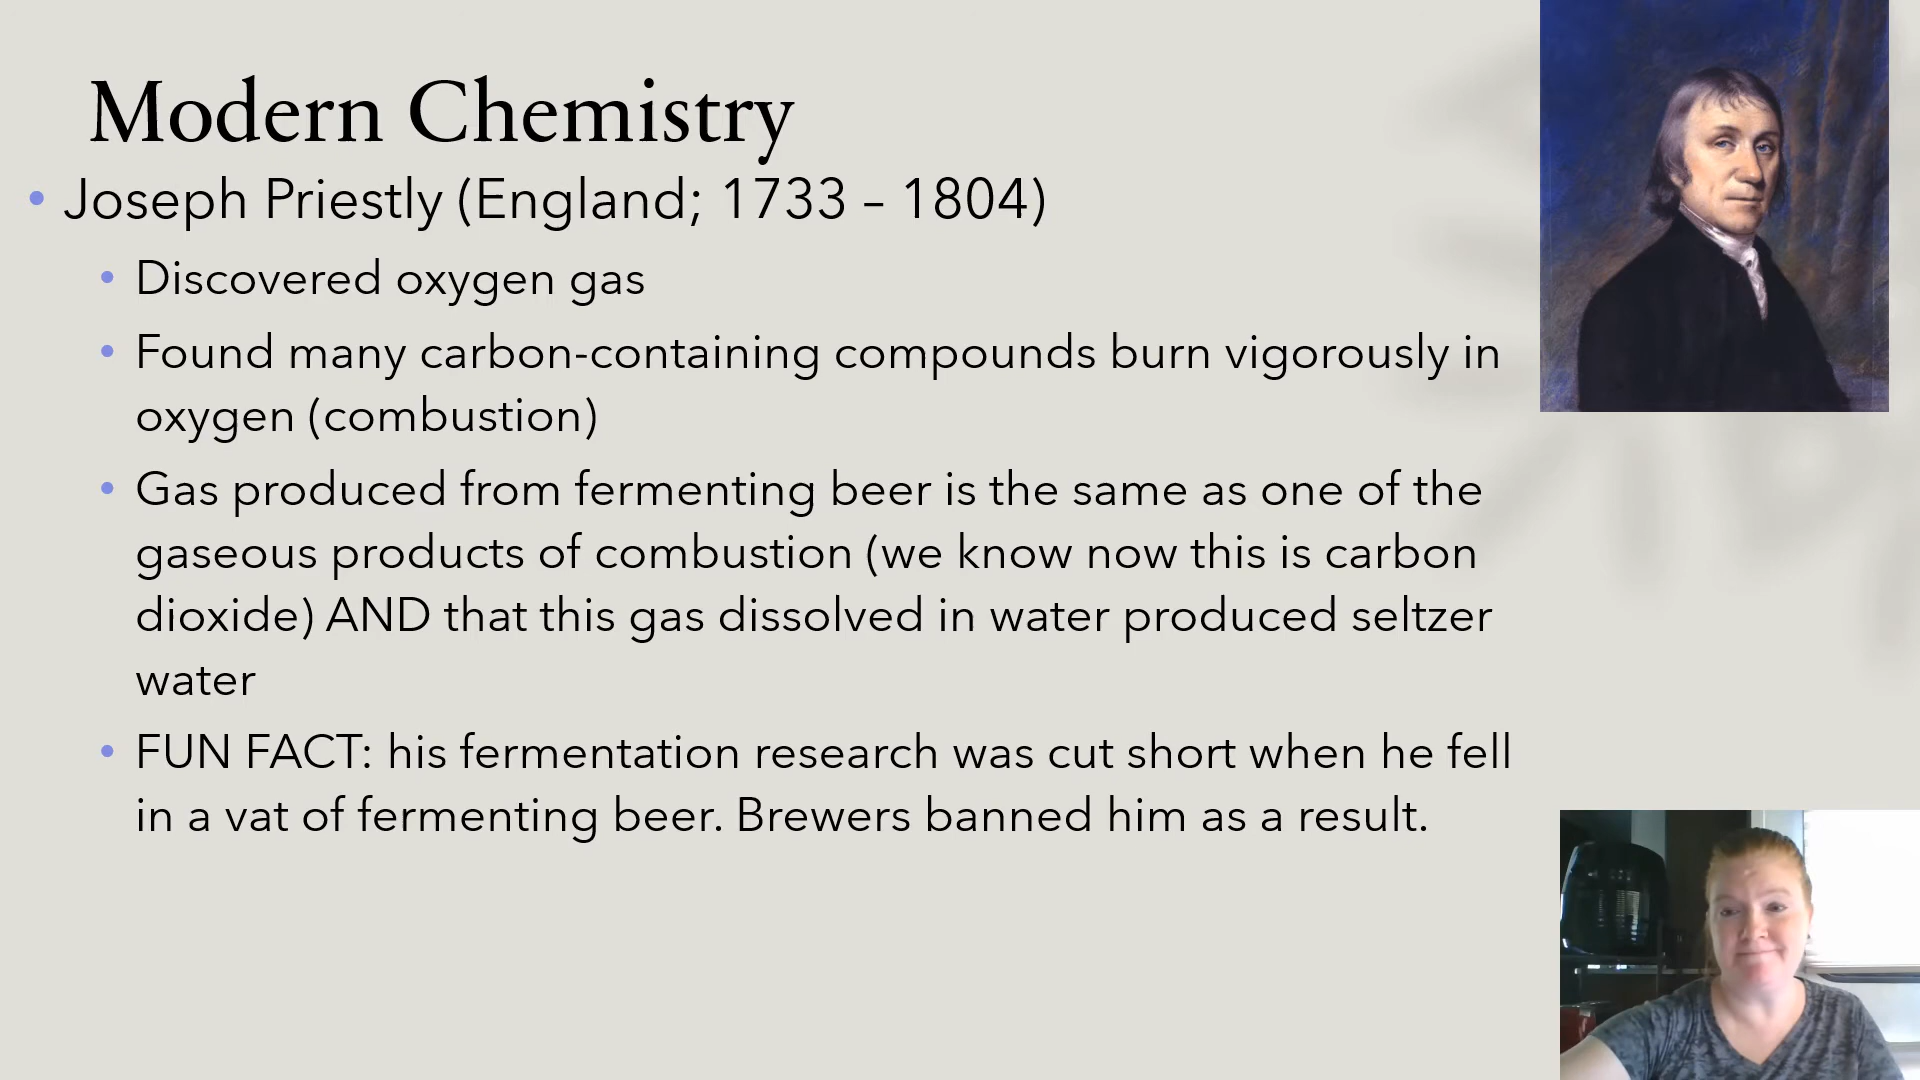 Modern Chemistry
• Joseph Priestly (England; 1733 – 1804)
• Discovered oxygen gas
• Found many carbon-containing compounds burn vigorously in
oxygen (combustion)
• Gas produced from fermenting beer is the same as one of the
gaseous products of combustion (we know now this is carbon
dioxide) AND that this gas dissolved in water produced seltzer
water
• FUN FACT: his fermentation research was cut short when he fell
in a vat of fermenting beer. Brewers banned him as a result.